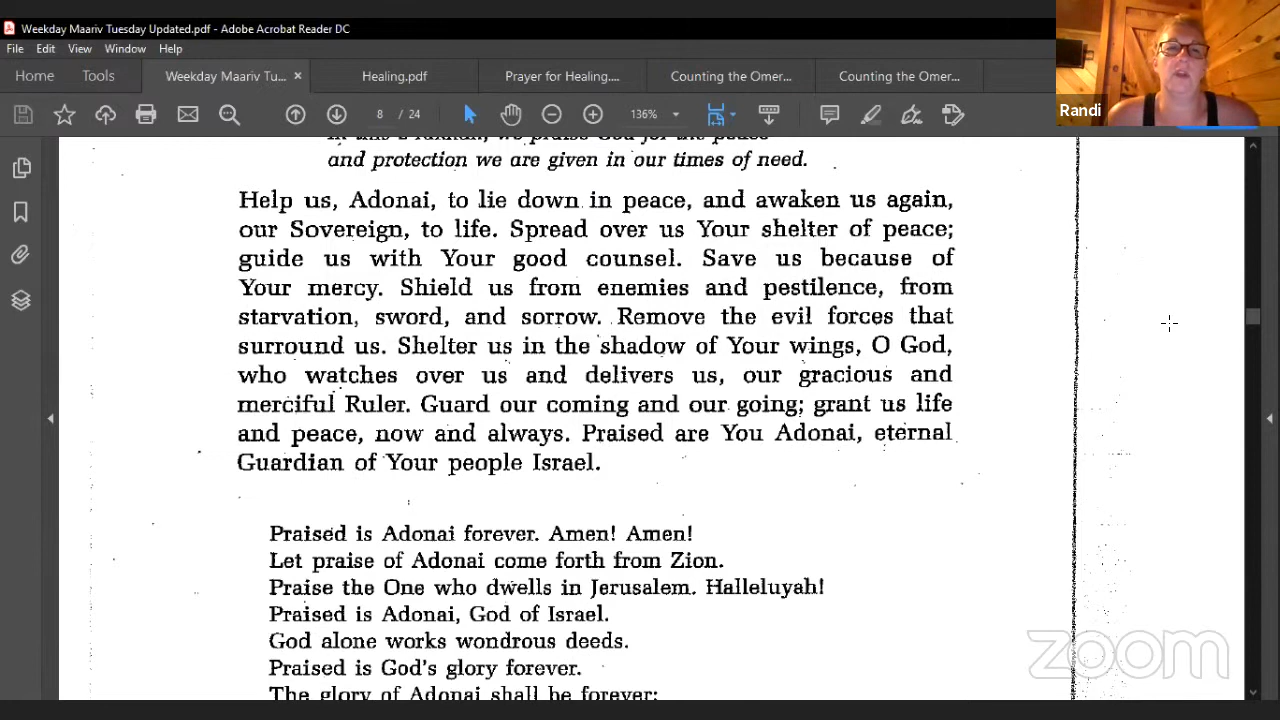 Weekday Maariv Tuesday Updated.pdf - Adobe Acrobat Reader DC
File Edit View Window Help
Home Tools Weekday Maariv Tu... × Healing.pdf Prayer for Healing.... Counting the Omer... Counting the Omer...
8 / 24 136%
Randi
and protection we are given in our times of need.
Help us, Adonai, to lie down in peace, and awaken us again,
our Sovereign, to life. Spread over us Your shelter of peace;
guide us with Your good counsel. Save us because of
Your mercy. Shield us from enemies and pestilence, from
starvation, sword, and sorrow. Remove the evil forces that
surround us. Shelter us in the shadow of Your wings, O God,
who watches over us and delivers us, our gracious and
merciful Ruler. Guard our coming and our going; grant us life
and peace, now and always. Praised are You Adonai, eternal
Guardian of Your people Israel.
Praised is Adonai forever. Amen! Amen!
Let praise of Adonai come forth from Zion.
Praise the One who dwells in Jerusalem. Halleluyah!
Praised is Adonai, God of Israel.
God alone works wondrous deeds.
Praised is God's glory forever.
The glory of Adonai shall be forever;
zoom